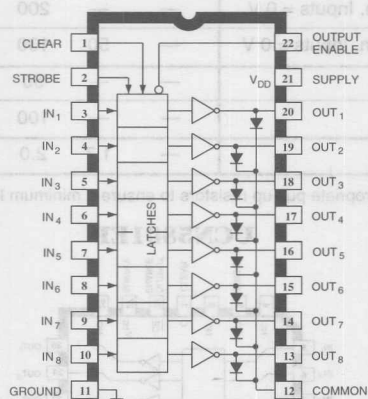 CLEAR 1 22 OUTPUT ENABLE
STROBE 2 V_DD 21 SUPPLY
IN₁ 3 20 OUT₁
IN₂ 4 19 OUT₂
IN₃ 5 18 OUT₃
IN₄ 6 17 OUT₄
LATCHES
IN₅ 7 16 OUT₅
IN₆ 8 15 OUT₆
IN₇ 9 14 OUT₇
IN₈ 10 13 OUT₈
GROUND 11 12 COMMON